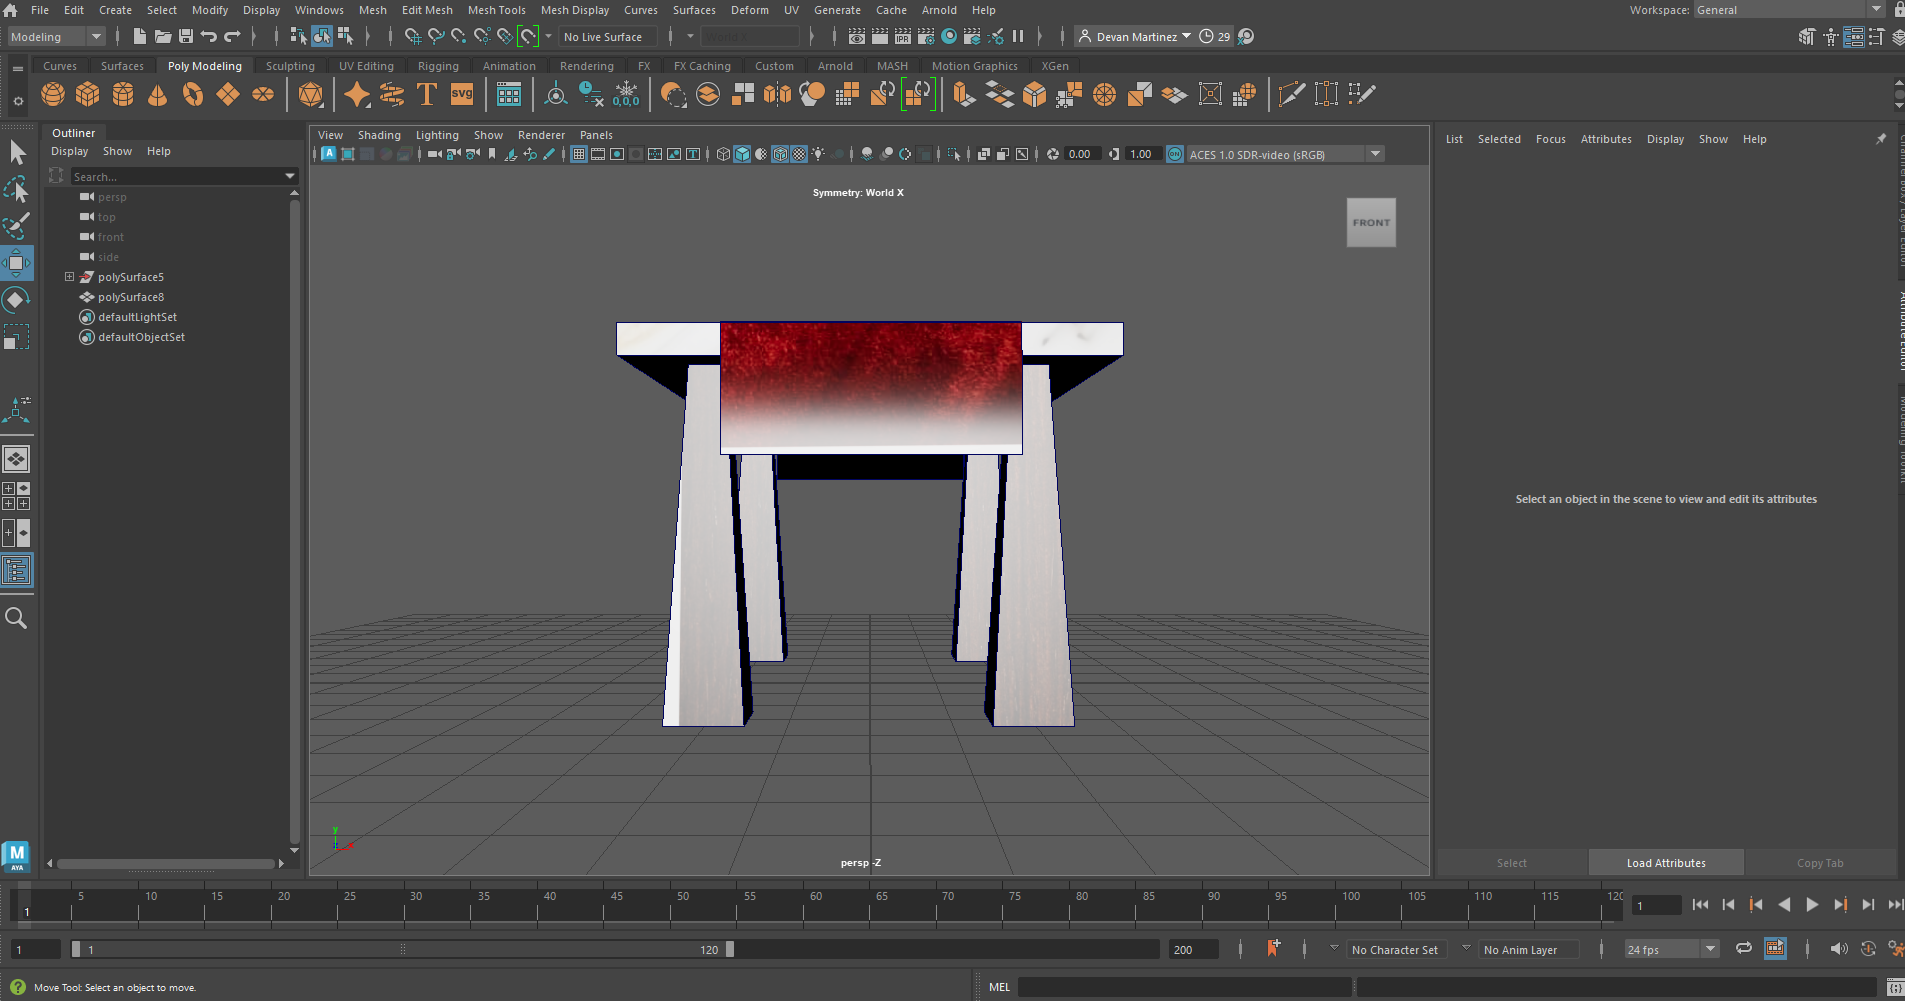 File Edit Create Select Modify Display Windows Mesh Edit Mesh Mesh Tools Mesh Display Curves Surfaces Deform UV Generate Cache Arnold Help Workspace: General
Modeling No Live Surface Devan Martinez 29
Curves Surfaces Poly Modeling Sculpting UV Editing Rigging Animation Rendering FX FX Caching Custom Arnold MASH Motion Graphics XGen
T svg 0,0,0
Outliner
Display Show Help
Search...
persp
top
front
side
polySurface5
polySurface8
defaultLightSet
defaultObjectSet
View Shading Lighting Show Renderer Panels
0.00 1.00 ACES 1.0 SDR-video (sRGB)
Symmetry: World X
FRONT
y
x
persp -Z
List Selected Focus Attributes Display Show Help
Select an object in the scene to view and edit its attributes
Select Load Attributes Copy Tab
M
AYA
5 10 15 20 25 30 35 40 45 50 55 60 65 70 75 80 85 90 95 100 105 110 115 120
1 1
1 1 120 200 No Character Set No Anim Layer 24 fps
Move Tool: Select an object to move. MEL